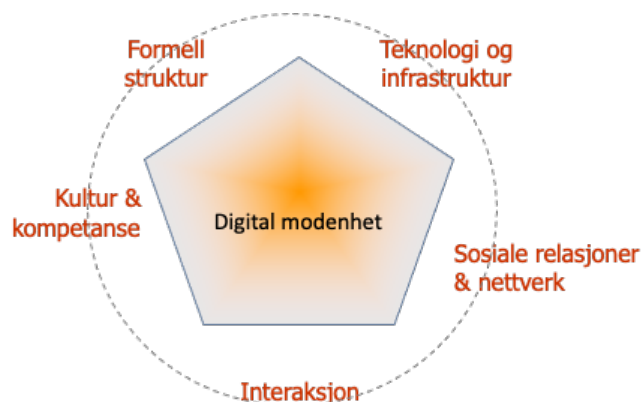 Formell
struktur
Teknologi og
infrastruktur
Kultur &
kompetanse
Digital modenhet
Sosiale relasjoner
& nettverk
Interaksjon